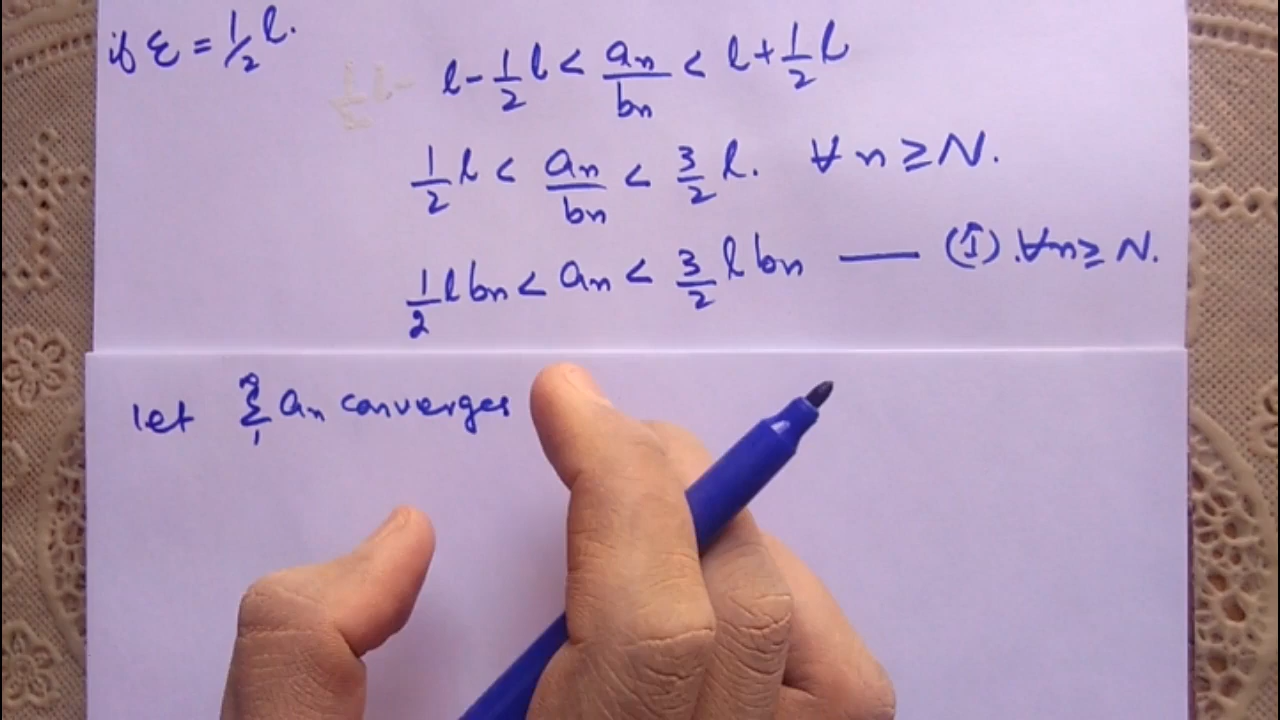 if ε = 1/2 l.
l - 1/2 l < an/bn < l + 1/2 l
1/2 l < an/bn < 3/2 l. ∀ n ≥ N.
1/2 l bn < an < 3/2 l bn — (I). ∀n ≥ N.
let ∞Σ1 an converges